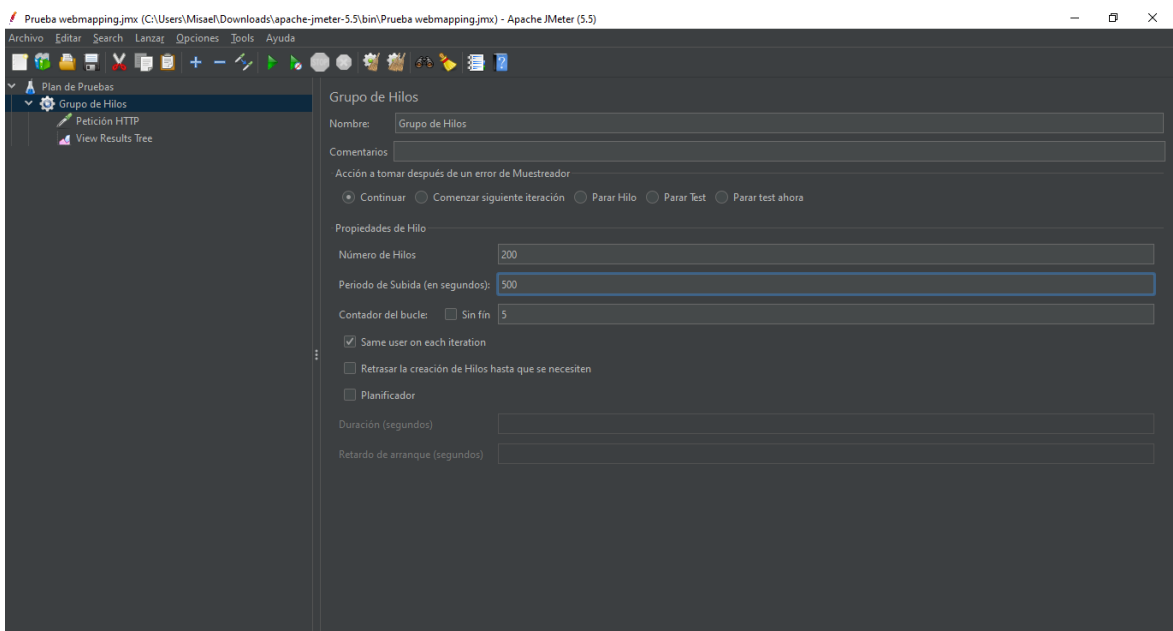 Prueba webmapping.jmx (C:\Users\Misael\Downloads\apache-jmeter-5.5\bin\Prueba webmapping.jmx) - Apache JMeter (5.5)
Archivo Editar Search Lanzar Opciones Tools Ayuda
Plan de Pruebas
Grupo de Hilos
Petición HTTP
View Results Tree
Grupo de Hilos
Nombre: Grupo de Hilos
Comentarios
Acción a tomar después de un error de Muestreador
Continuar Comenzar siguiente iteración Parar Hilo Parar Test Parar test ahora
Propiedades de Hilo
Número de Hilos 200
Periodo de Subida (en segundos): 500
Contador del bucle: Sin fín 5
Same user on each iteration
Retrasar la creación de Hilos hasta que se necesiten
Planificador
Duración (segundos)
Retardo de arranque (segundos)